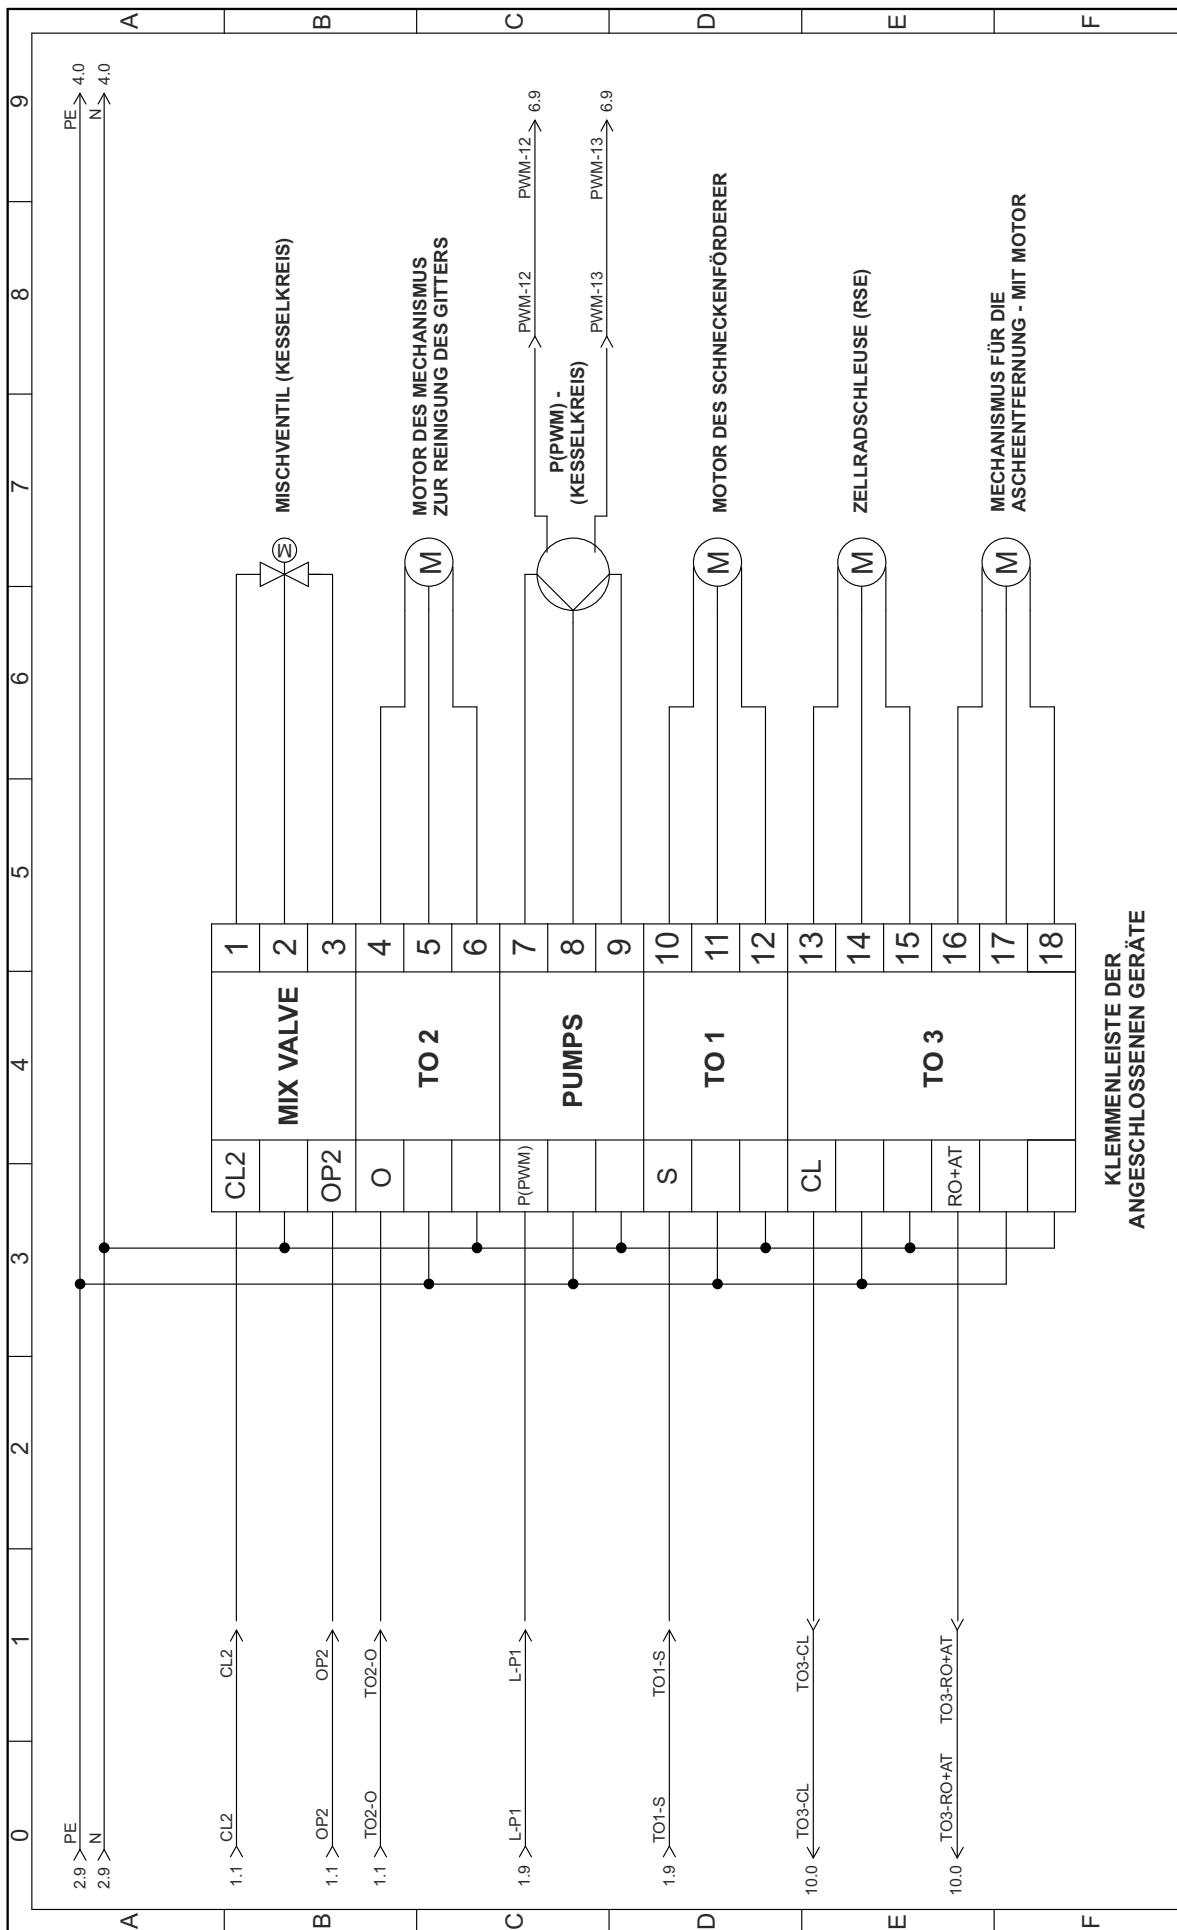 0 1 2 3 4 5 6 7 8 9
A
B
C
D
E
F
A
B
C
D
E
F
2.9 PE PE 4.0
2.9 N N 4.0
1.1 CL2 CL2
1.1 OP2 OP2
1.1 TO2-O TO2-O
1.9 L-P1 L-P1
1.9 TO1-S TO1-S
10.0 TO3-CL TO3-CL
10.0 TO3-RO+AT TO3-RO+AT
CL2
OP2
O
P(PWM)
S
CL
RO+AT
MIX VALVE
TO 2
PUMPS
TO 1
TO 3
1
2
3
4
5
6
7
8
9
10
11
12
13
14
15
16
17
18
M
MISCHVENTIL (KESSELKREIS)
M
MOTOR DES MECHANISMUS
ZUR REINIGUNG DES GITTERS
P(PWM) -
(KESSELKREIS)
PWM-12 PWM-12 6.9
PWM-13 PWM-13 6.9
M
MOTOR DES SCHNECKENFÖRDERER
M
ZELLRADSCHLEUSE (RSE)
M
MECHANISMUS FÜR DIE
ASCHEENTFERNUNG - MIT MOTOR
KLEMMENLEISTE DER
ANGESCHLOSSENEN GERÄTE